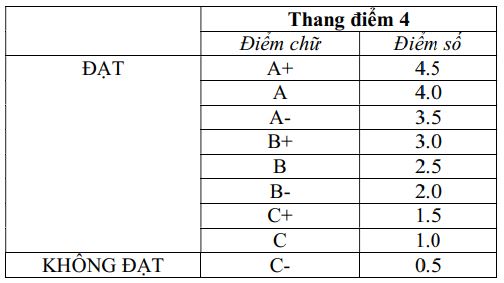 Thang điểm 4
Điểm chữ Điểm số
ĐẠT A+ 4.5
A 4.0
A- 3.5
B+ 3.0
B 2.5
B- 2.0
C+ 1.5
C 1.0
KHÔNG ĐẠT C- 0.5